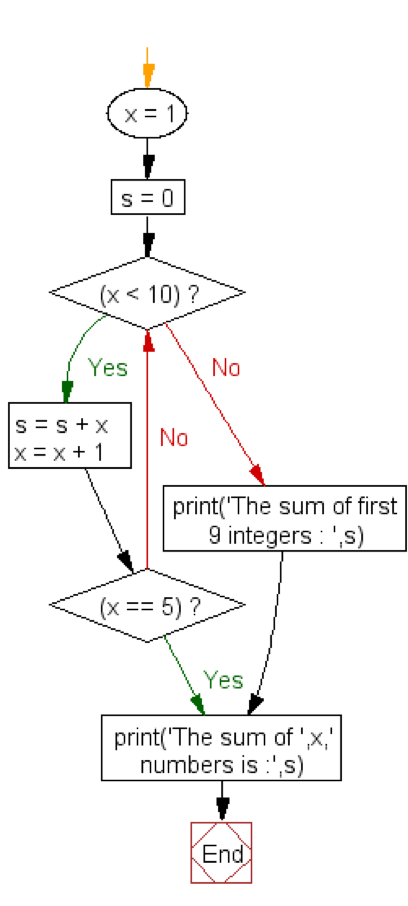 x = 1
s = 0
(x < 10) ?
Yes
No
s = s + x
x = x + 1
No
print('The sum of first
9 integers : ',s)
(x == 5) ?
Yes
print('The sum of ',x,'
numbers is :',s)
End